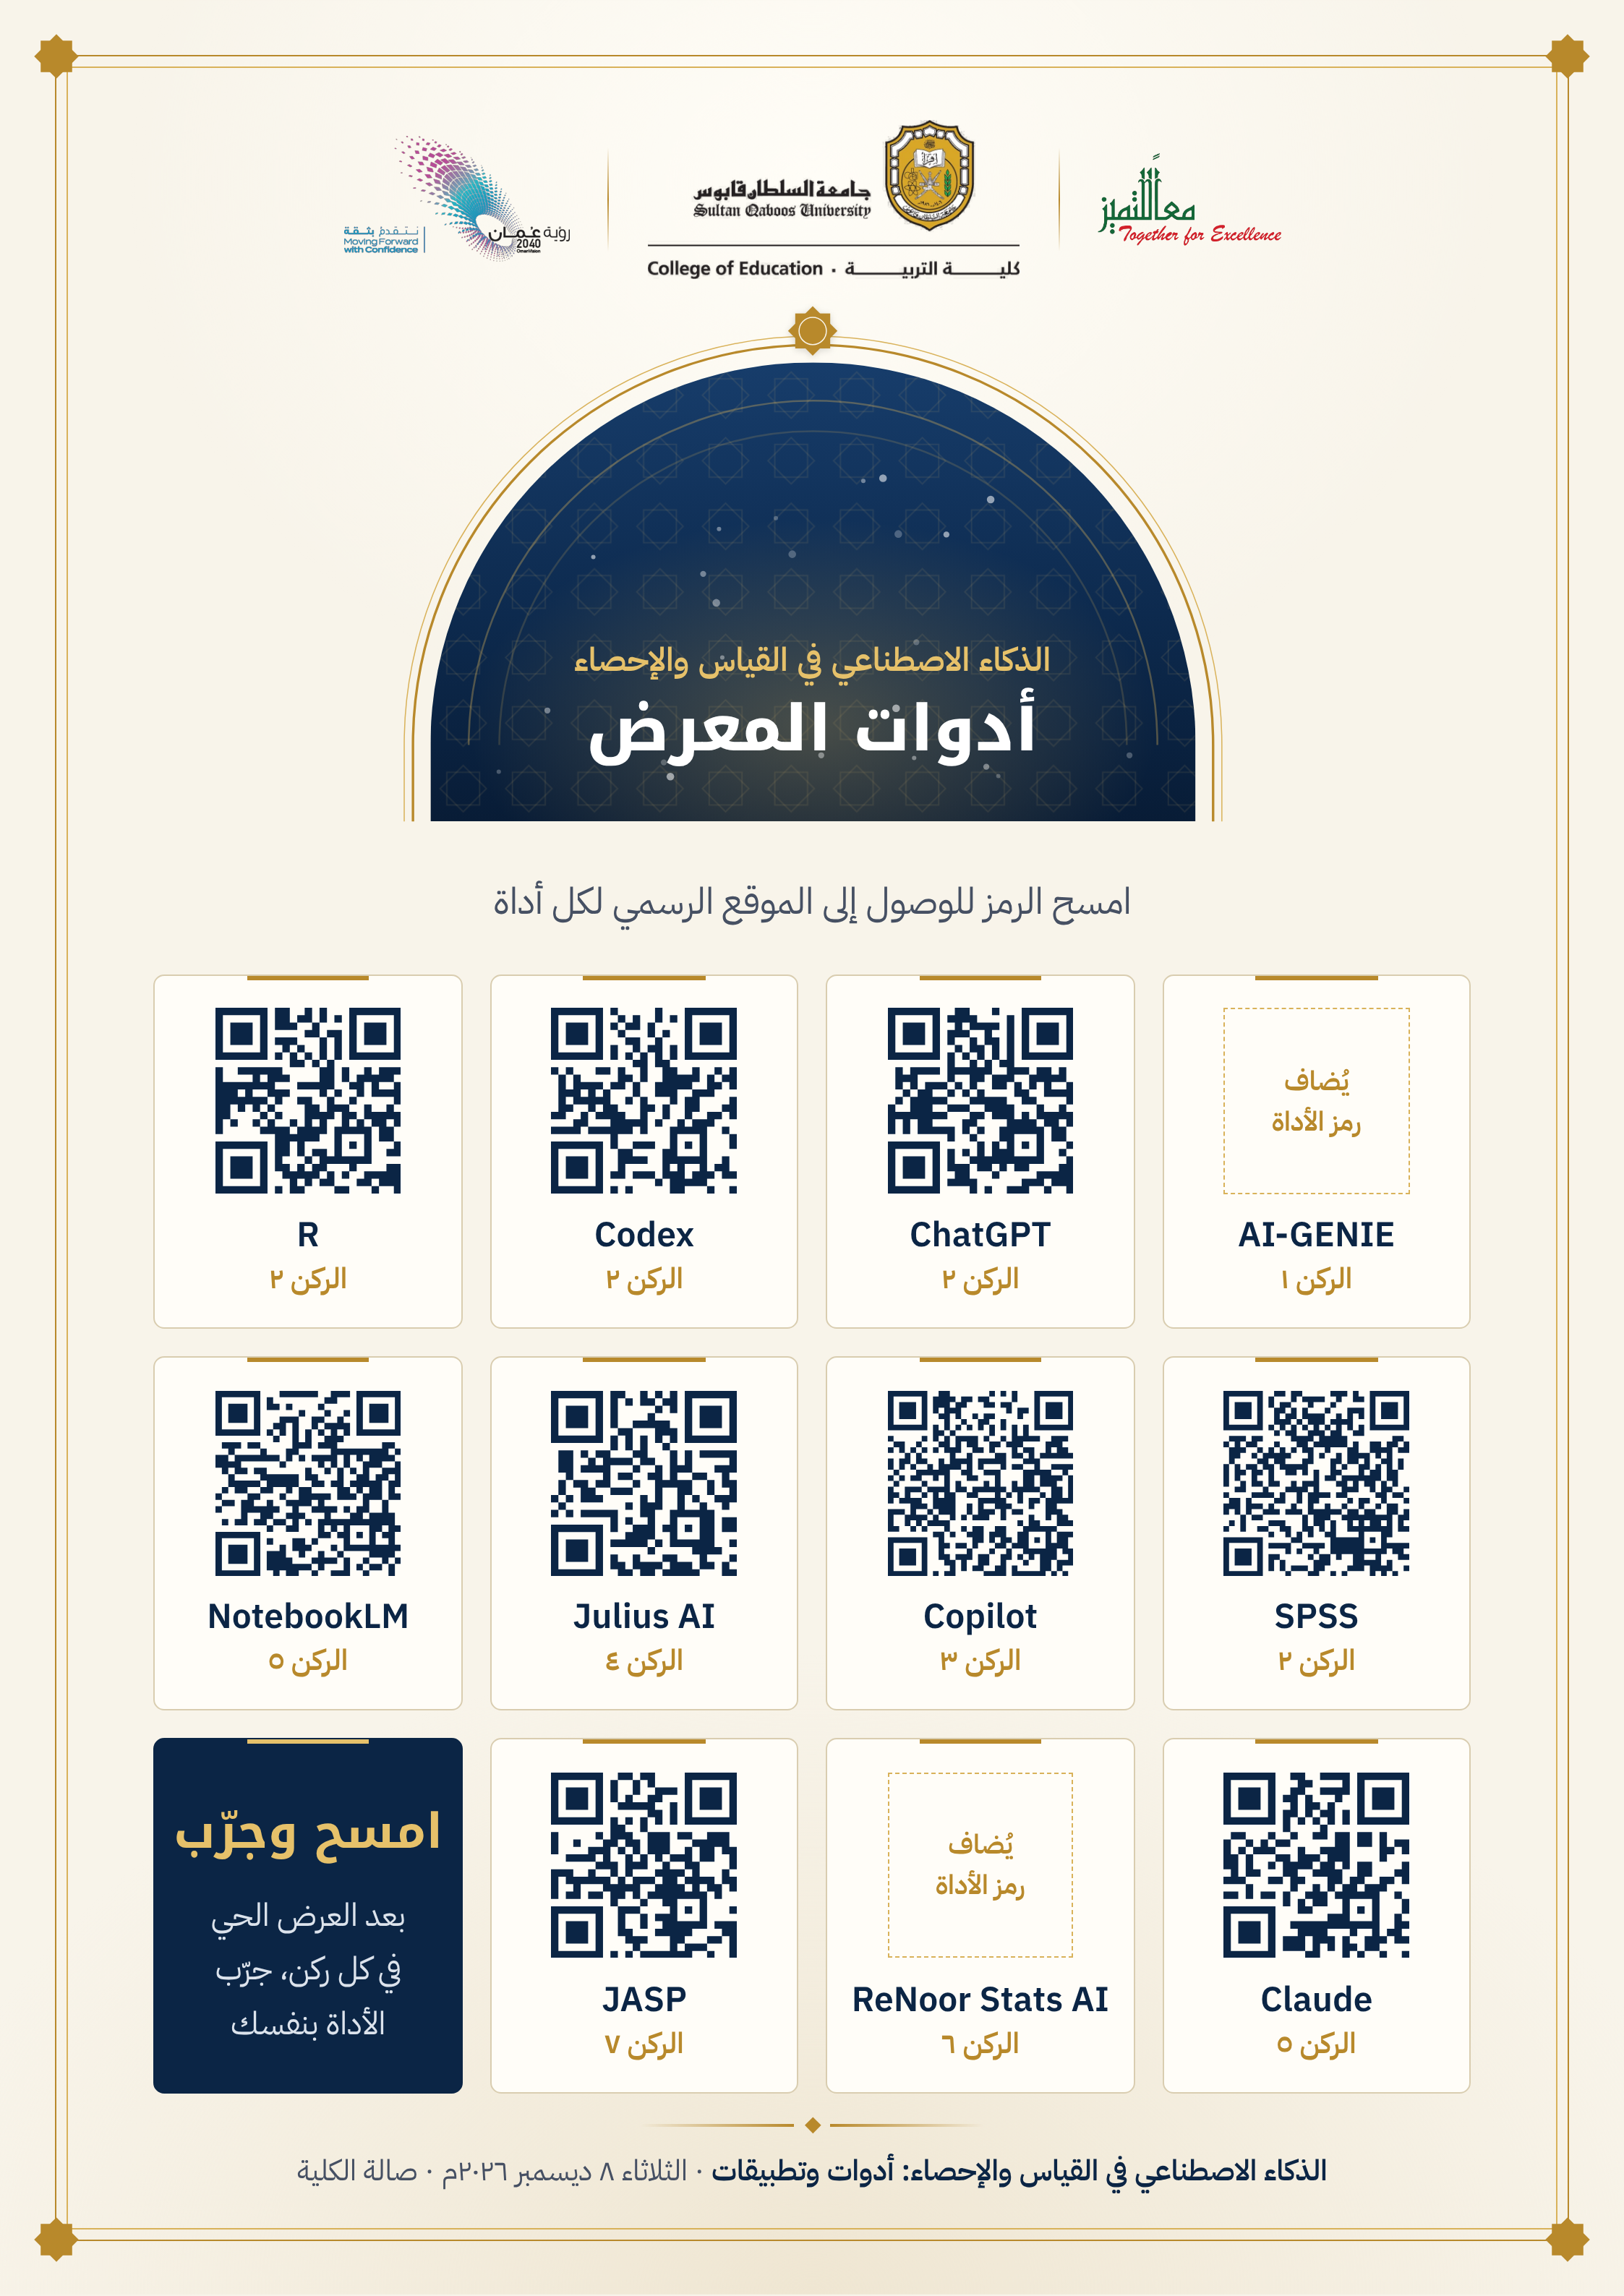 معاً للتميز
Together for Excellence
جامعة السلطان قابوس
Sultan Qaboos University
كليـــــة التربيـــــة · College of Education
رؤية عُمان
2040
OmanVision
نـتـقـدم بـثـقـة
Moving Forward
with Confidence
الذكاء الاصطناعي في القياس والإحصاء
أدوات المعرض
امسح الرمز للوصول إلى الموقع الرسمي لكل أداة
يُضاف
رمز الأداة
AI-GENIE
الركن ١
ChatGPT
الركن ٢
Codex
الركن ٢
R
الركن ٢
SPSS
الركن ٢
Copilot
الركن ٣
Julius AI
الركن ٤
NotebookLM
الركن ٥
Claude
الركن ٥
يُضاف
رمز الأداة
ReNoor Stats AI
الركن ٦
JASP
الركن ٧
امسح وجرّب
بعد العرض الحي
في كل ركن، جرّب
الأداة بنفسك
الذكاء الاصطناعي في القياس والإحصاء: أدوات وتطبيقات · الثلاثاء ٨ ديسمبر ٢٠٢٦م · صالة الكلية